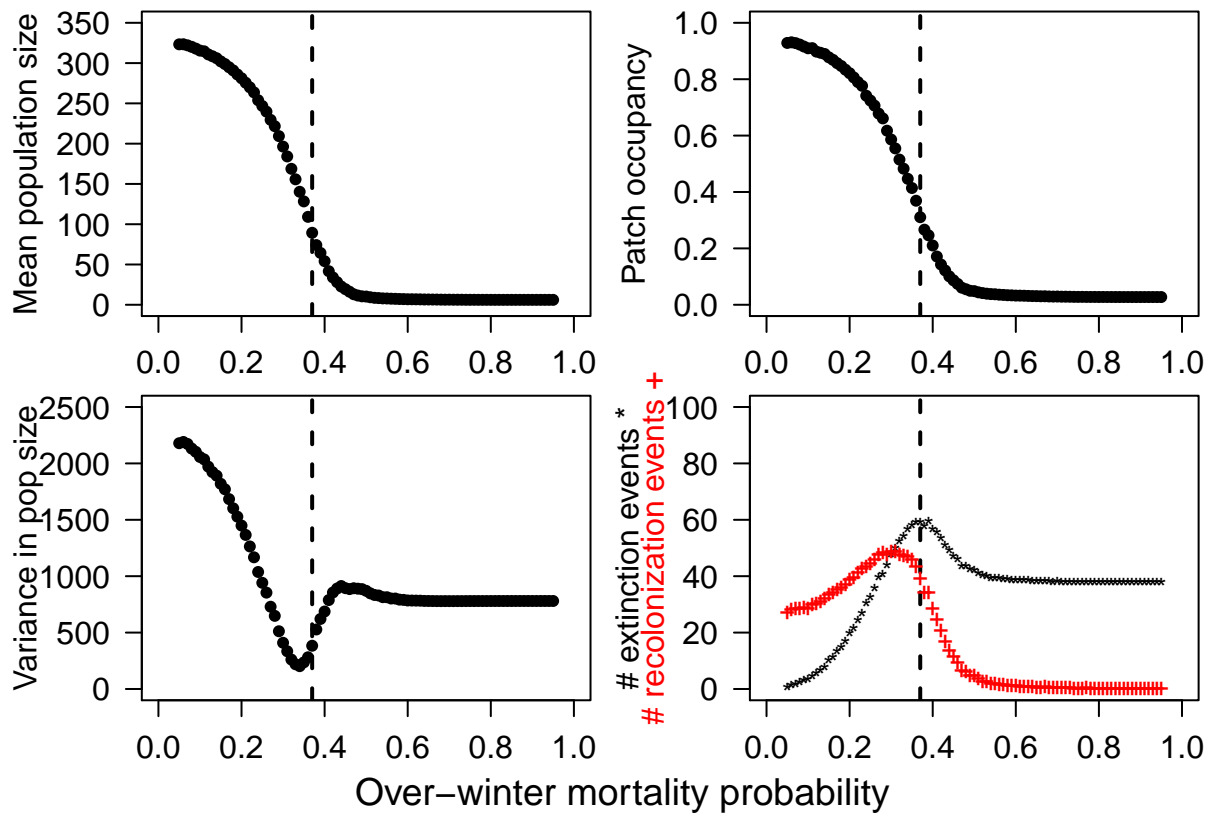 Mean population size
350
300
250
200
150
100
50
0
0.0 0.2 0.4 0.6 0.8 1.0
Patch occupancy
1.0
0.8
0.6
0.4
0.2
0.0
0.0 0.2 0.4 0.6 0.8 1.0
Variance in pop size
2500
2000
1500
1000
500
0
0.0 0.2 0.4 0.6 0.8 1.0
# extinction events *
# recolonization events +
100
80
60
40
20
0
0.0 0.2 0.4 0.6 0.8 1.0
Over−winter mortality probability